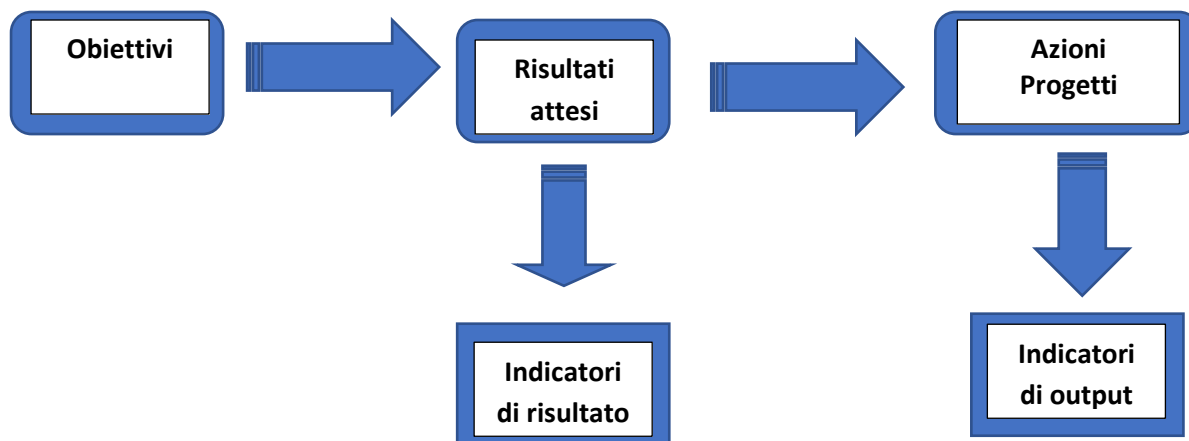 Obiettivi
Risultati
attesi
Azioni
Progetti
Indicatori
di risultato
Indicatori
di output